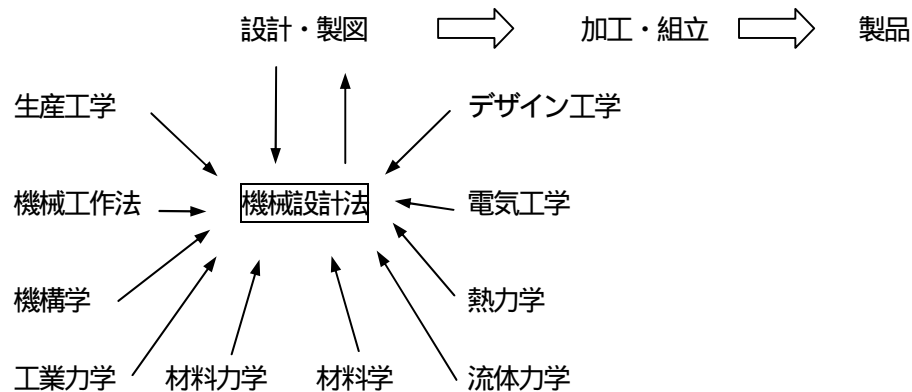 設計・製図 加工・組立 製品
生産工学 デザイン工学
機械工作法 機械設計法 電気工学
機構学 熱力学
工業力学 材料力学 材料学 流体力学